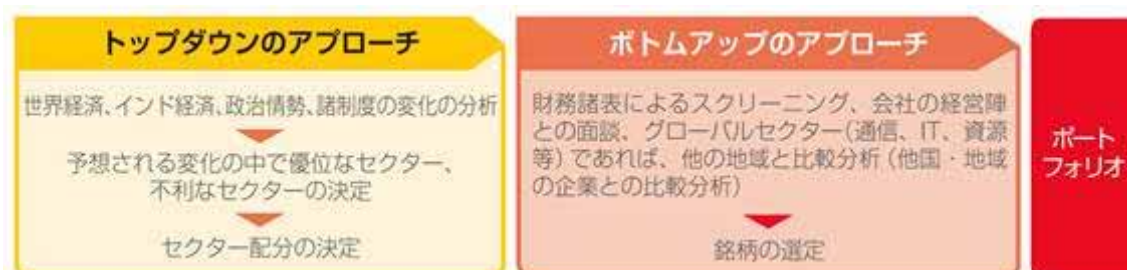 トップダウンのアプローチ
世界経済、インド経済、政治情勢、諸制度の変化の分析
予想される変化の中で優位なセクター、
不利なセクターの決定
セクター配分の決定
ボトムアップのアプローチ
財務諸表によるスクリーニング、会社の経営陣
との面談、グローバルセクター(通信、IT、資源
等)であれば、他の地域と比較分析(他国・地域
の企業との比較分析)
銘柄の選定
ポート
フォリオ